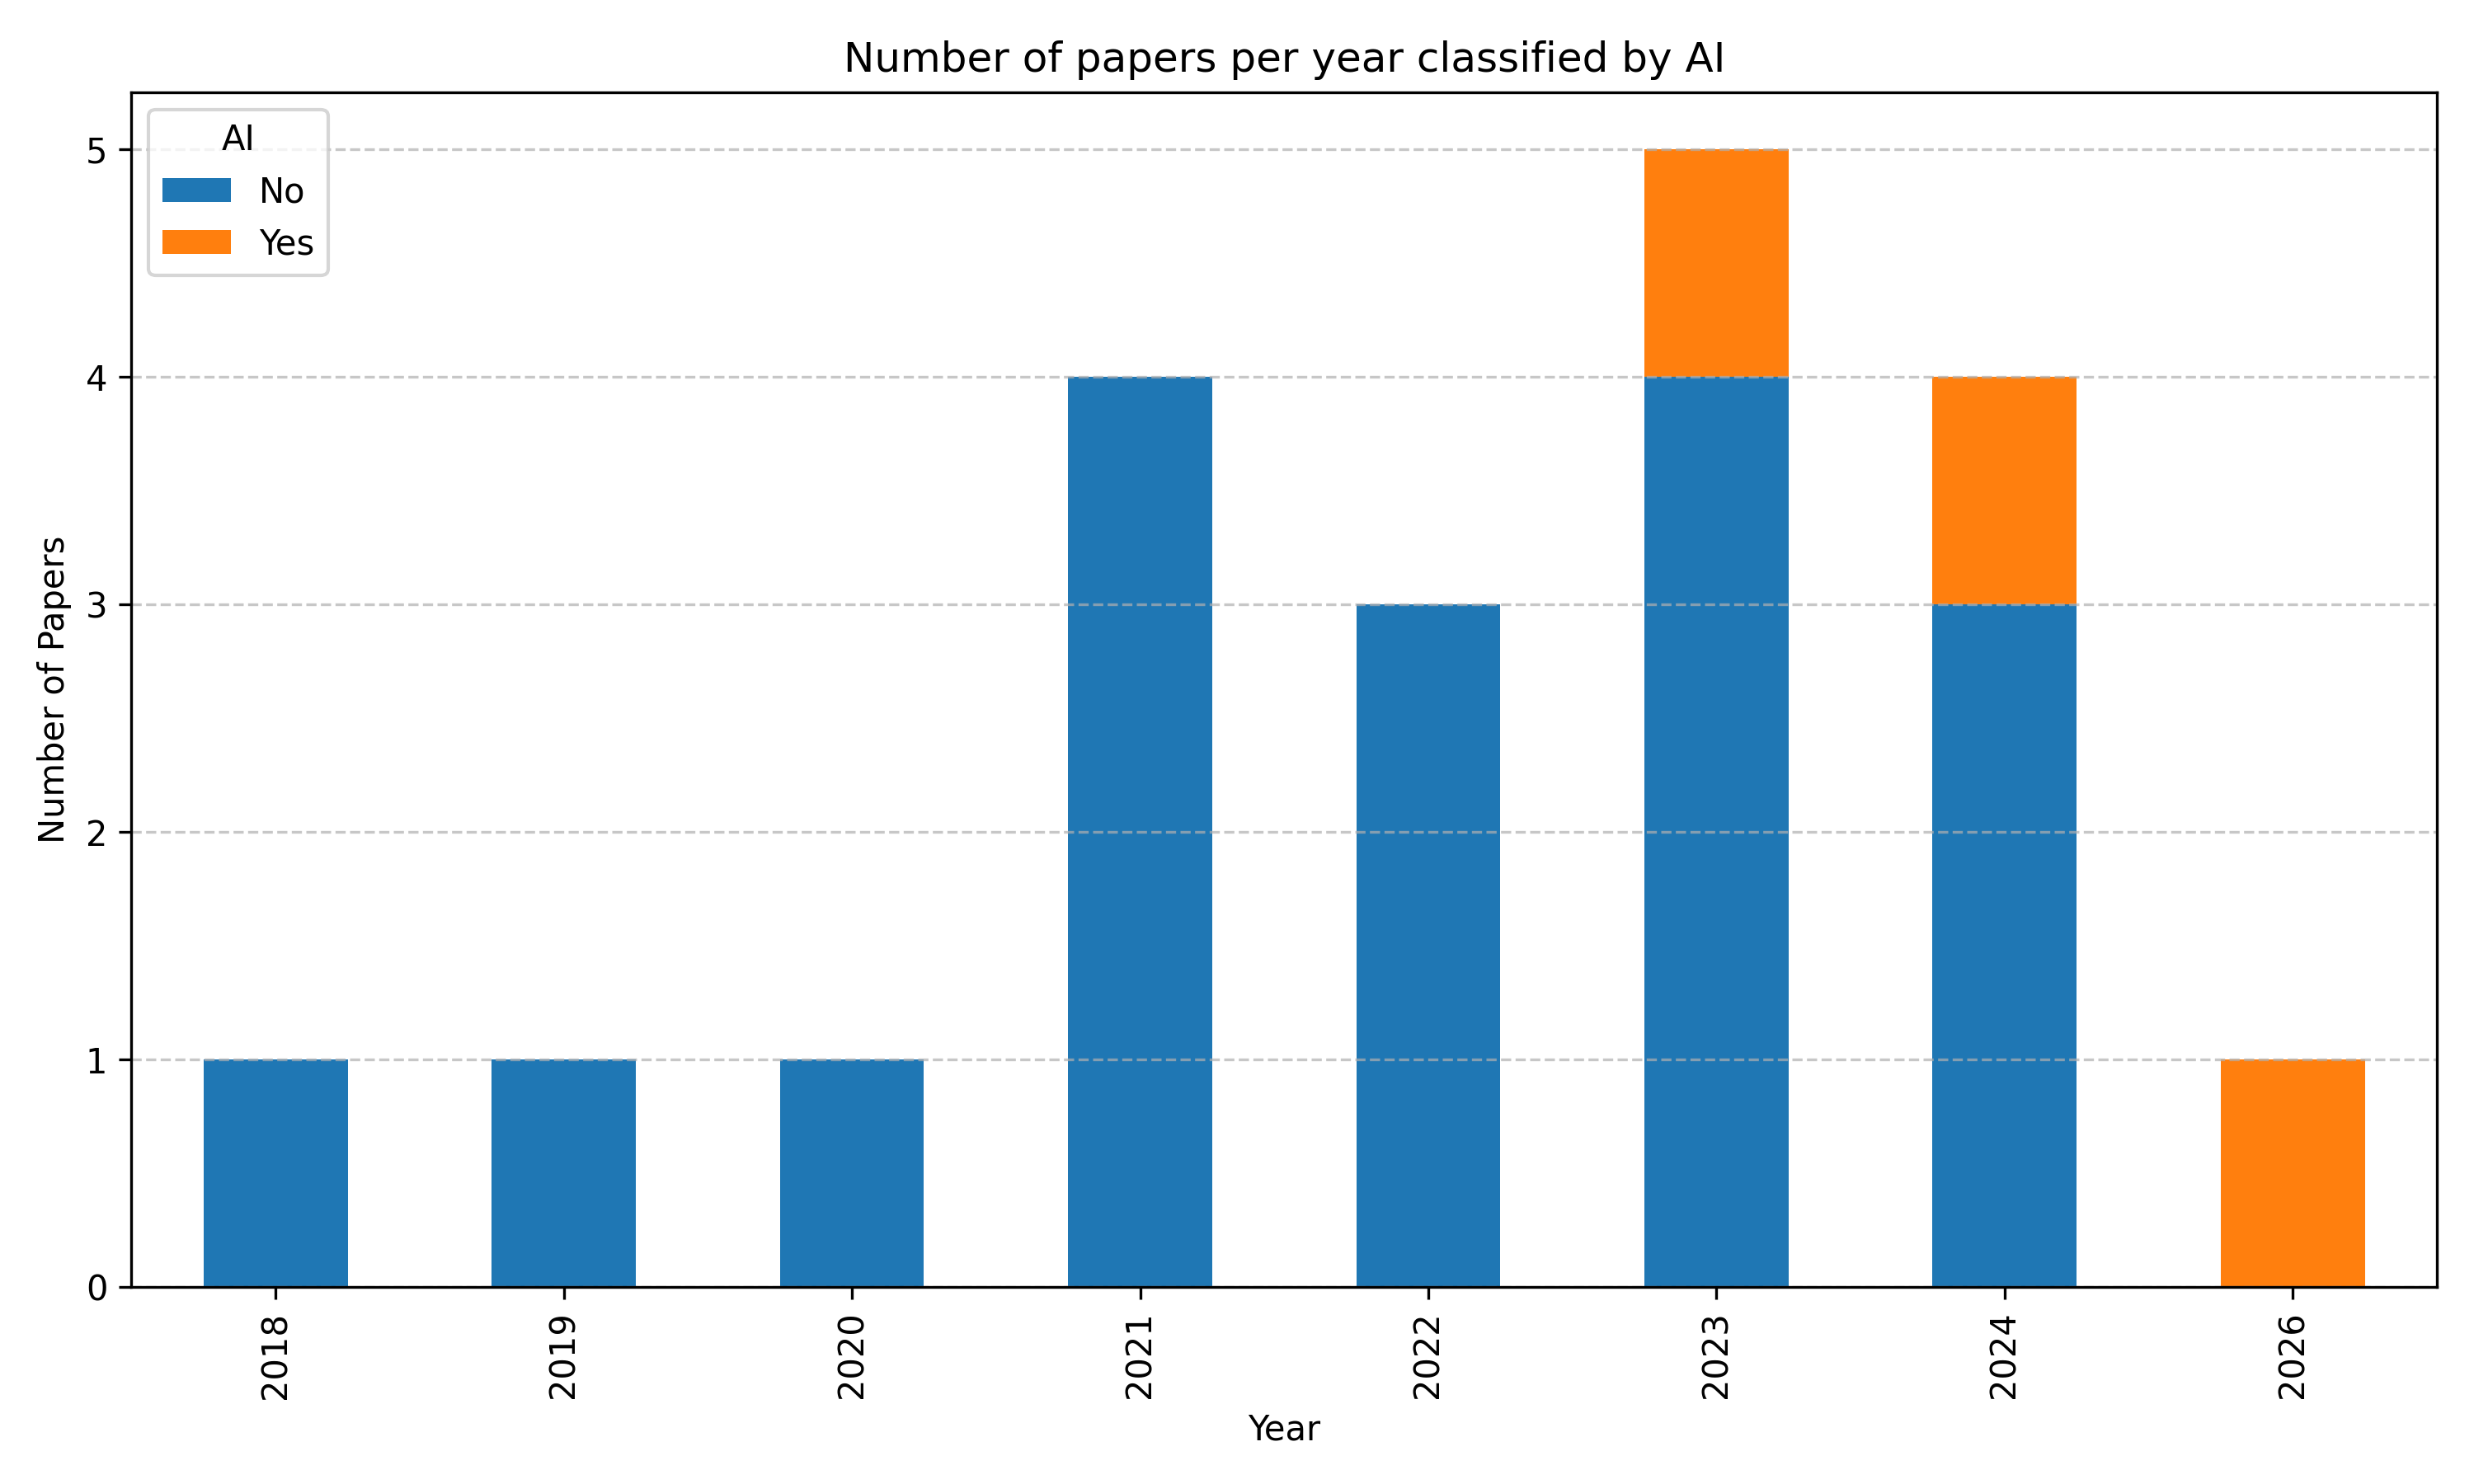 Number of papers per year classified by AI
AI
No
Yes
5
4
3
2
1
0
Number of Papers
2018
2019
2020
2021
2022
2023
2024
2026
Year